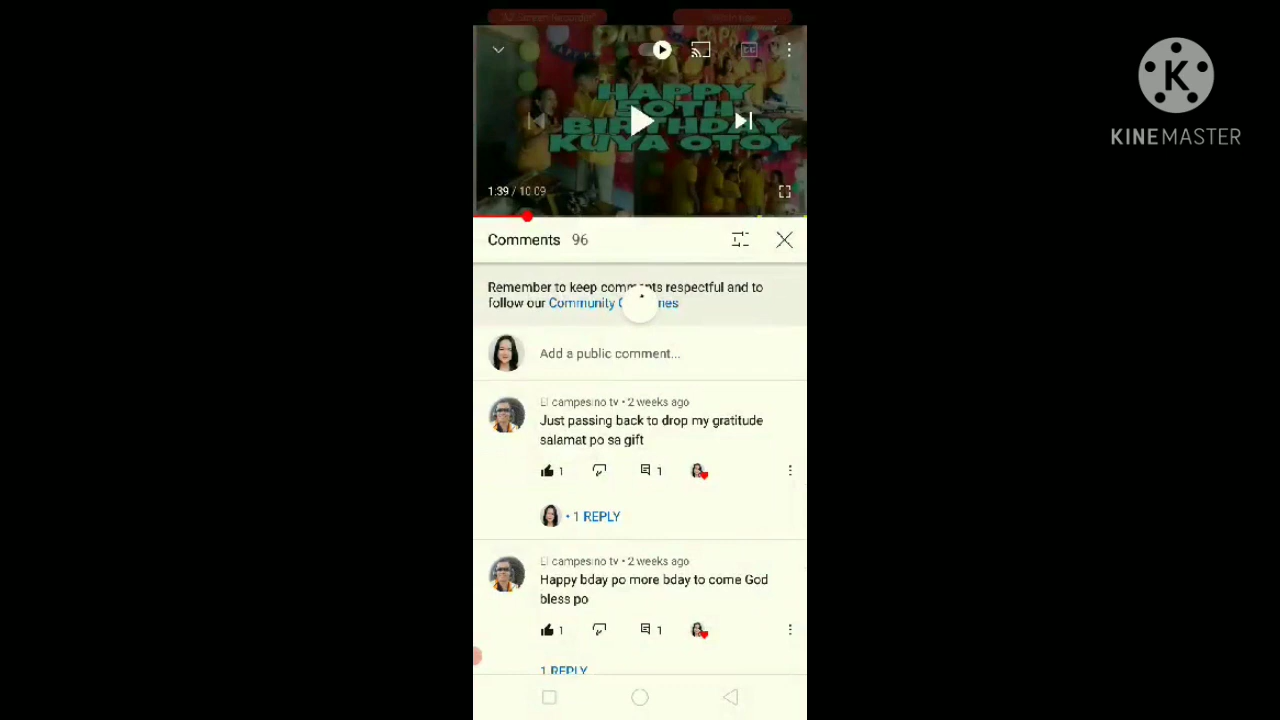 HAPPY
50TH
BIRTHDAY
KUYA OTOY
1:39 / 10:09
K
KINEMASTER
Comments 96
Remember to keep comments respectful and to
follow our Community
Add a public comment...
El campesino tv • 2 weeks ago
Just passing back to drop my gratitude
salamat po sa gift
1
1
• 1 REPLY
El campesino tv • 2 weeks ago
Happy bday po more bday to come God
bless po
1
1
1 REPLY